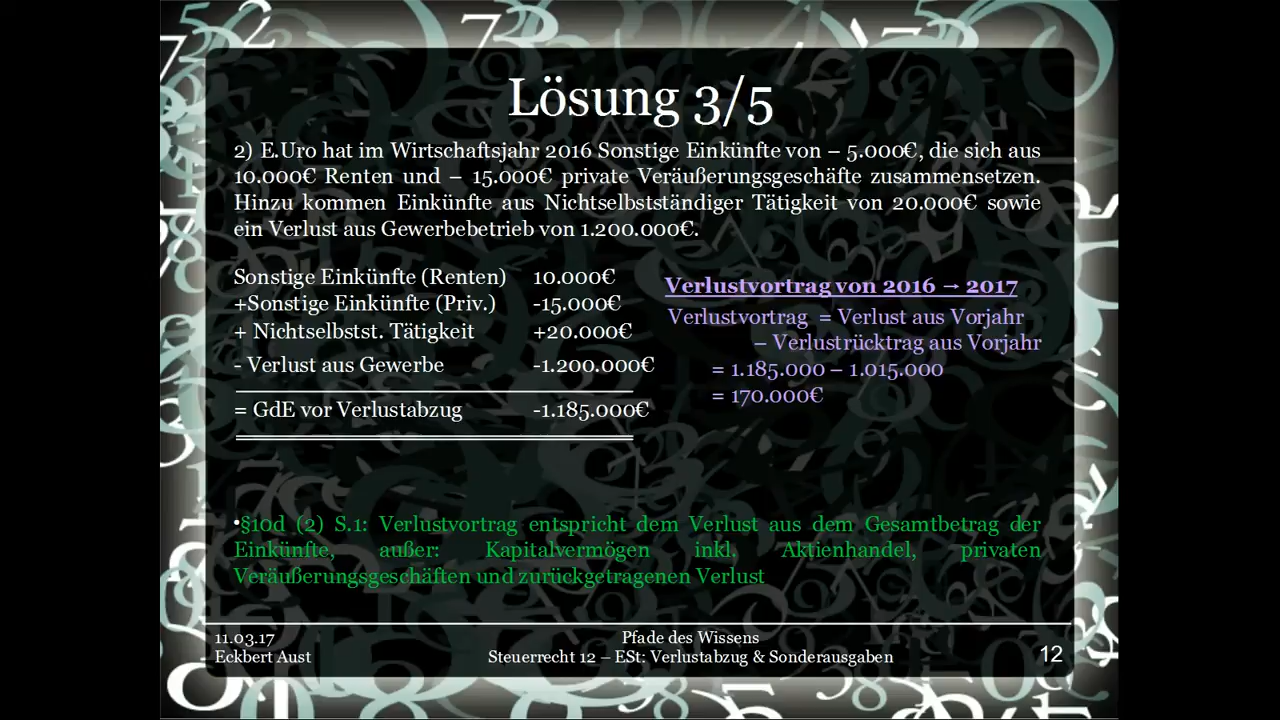 Lösung 3/5
2) E.Uro hat im Wirtschaftsjahr 2016 Sonstige Einkünfte von – 5.000€, die sich aus
10.000€ Renten und – 15.000€ private Veräußerungsgeschäfte zusammensetzen.
Hinzu kommen Einkünfte aus Nichtselbstständiger Tätigkeit von 20.000€ sowie
ein Verlust aus Gewerbebetrieb von 1.200.000€.
Sonstige Einkünfte (Renten) 10.000€
+Sonstige Einkünfte (Priv.) -15.000€
+ Nichtselbstst. Tätigkeit +20.000€
- Verlust aus Gewerbe -1.200.000€
= GdE vor Verlustabzug -1.185.000€
Verlustvortrag von 2016 → 2017
Verlustvortrag = Verlust aus Vorjahr
– Verlustrücktrag aus Vorjahr
= 1.185.000 – 1.015.000
= 170.000€
•§10d (2) S.1: Verlustvortrag entspricht dem Verlust aus dem Gesamtbetrag der
Einkünfte, außer: Kapitalvermögen inkl. Aktienhandel, privaten
Veräußerungsgeschäften und zurückgetragenen Verlust
11.03.17
Eckbert Aust
Pfade des Wissens
Steuerrecht 12 – ESt: Verlustabzug & Sonderausgaben
12